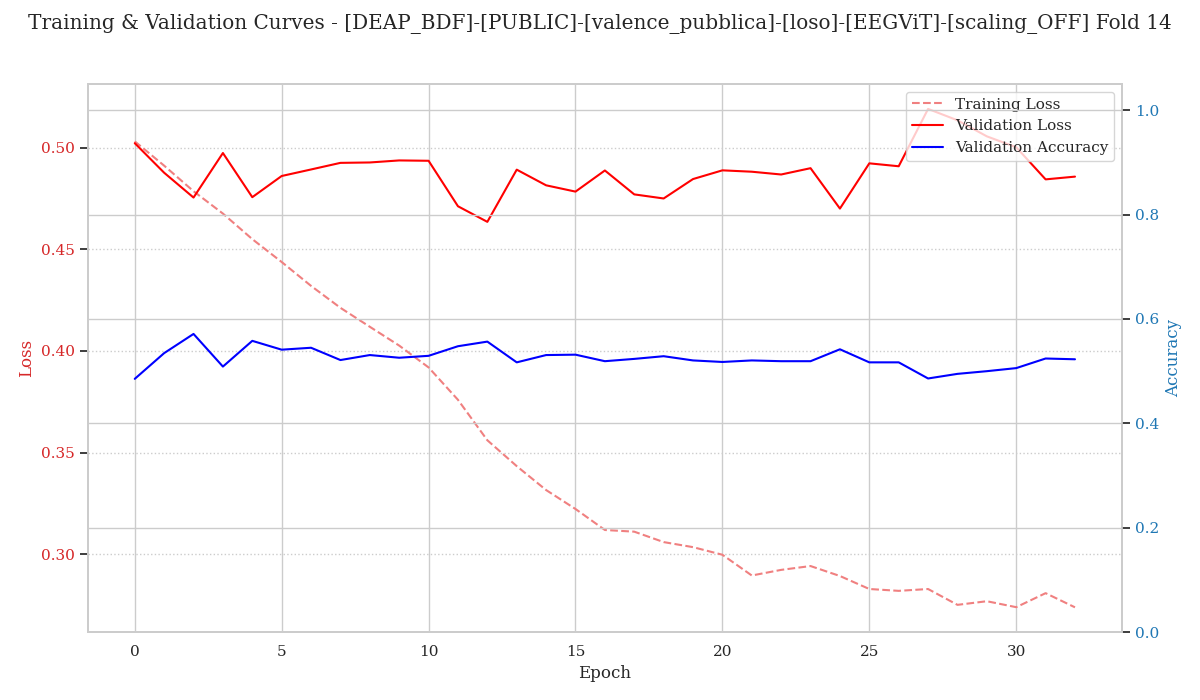 Training & Validation Curves - [DEAP_BDF]-[PUBLIC]-[valence_pubblica]-[loso]-[EEGViT]-[scaling_OFF] Fold 14
Training Loss
Validation Loss
Validation Accuracy
Loss
0.50
0.45
0.40
0.35
0.30
1.0
0.8
0.6
0.4
0.2
0.0
Accuracy
0 5 10 15 20 25 30
Epoch